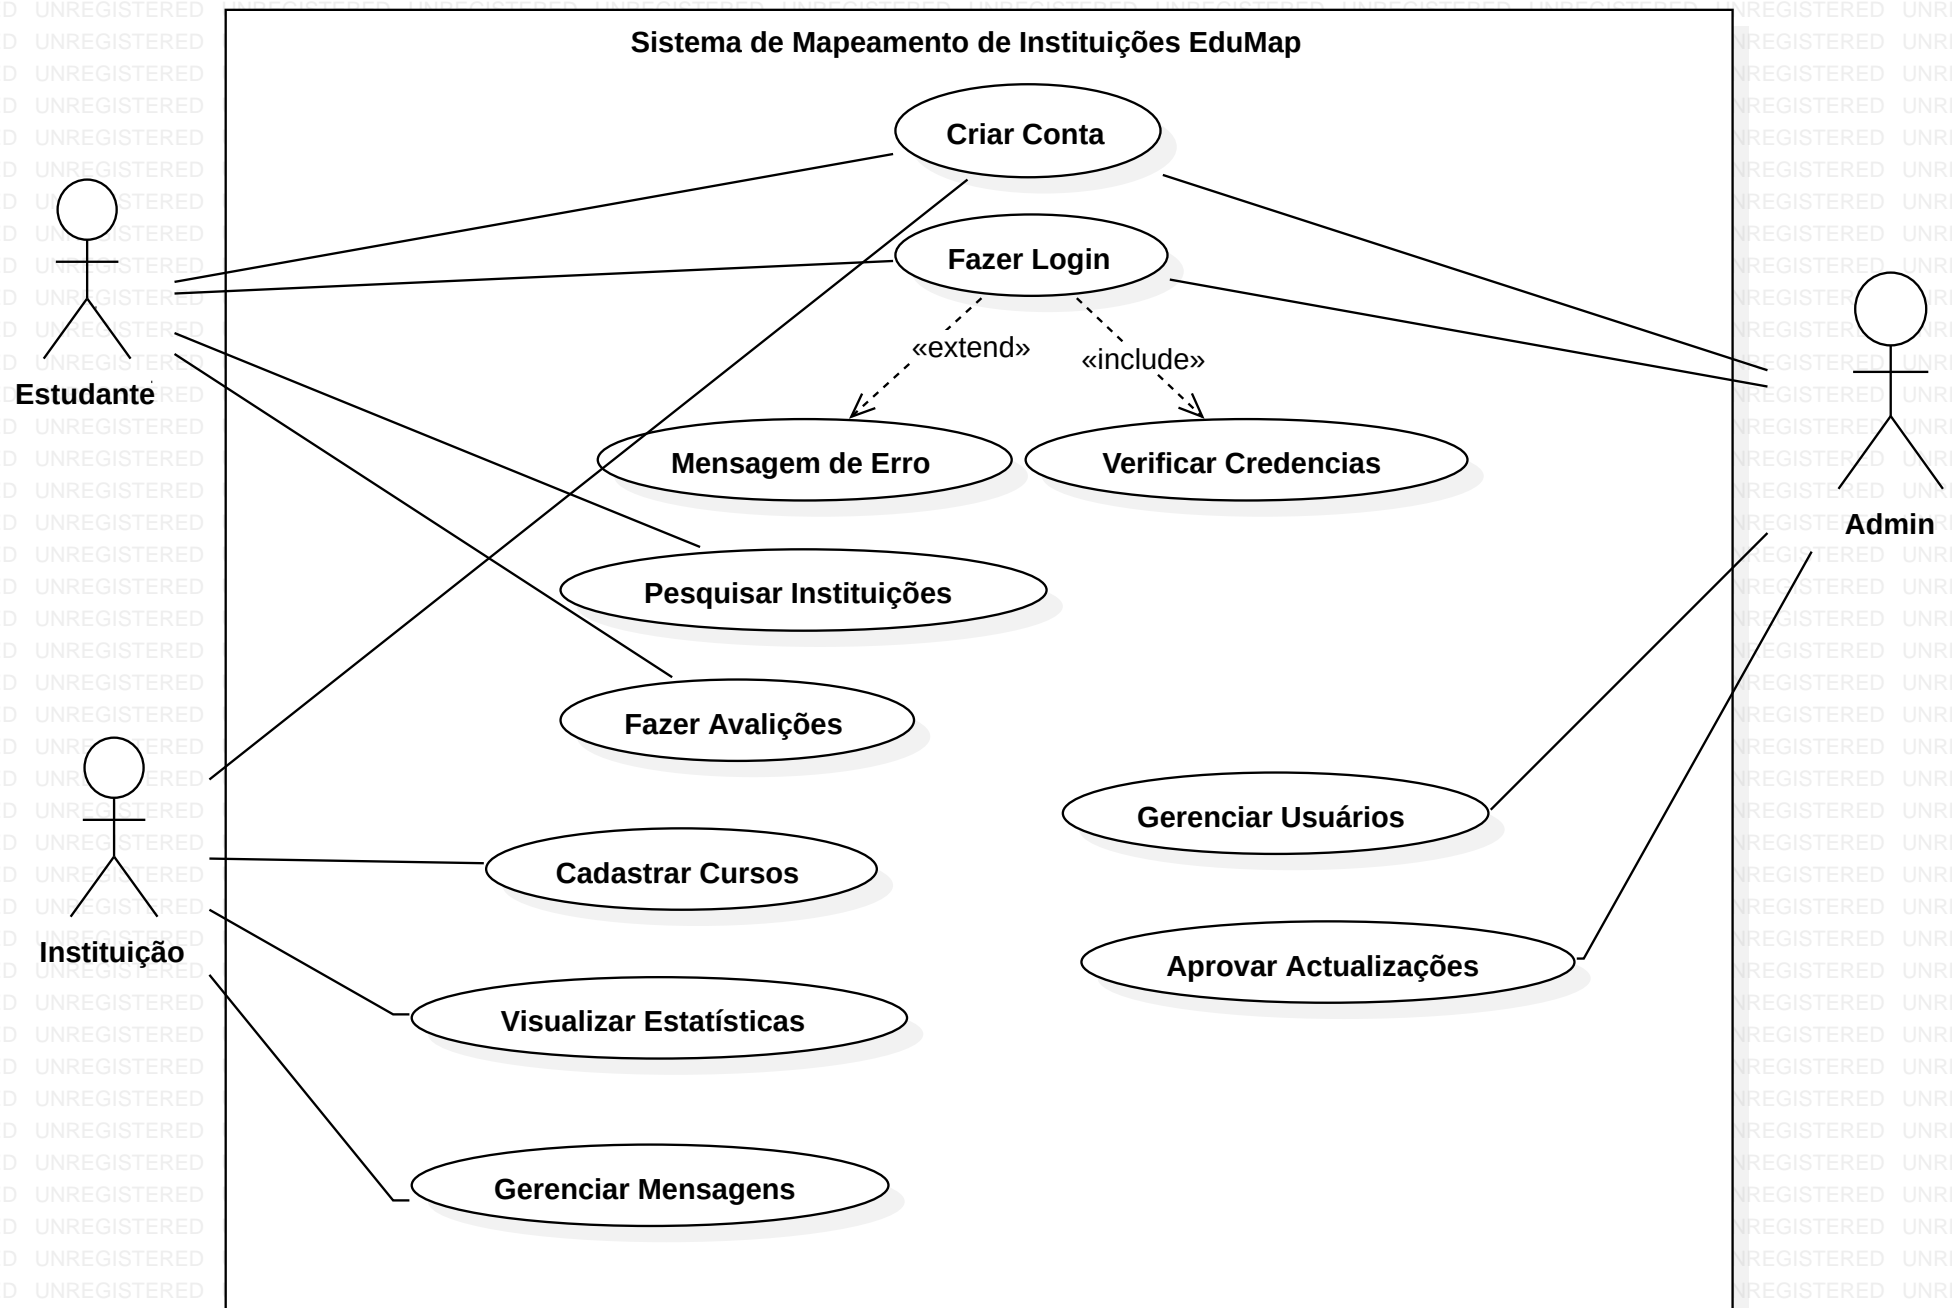 Sistema de Mapeamento de Instituições EduMap
Criar Conta
Fazer Login
«extend»
«include»
Estudante
Mensagem de Erro
Verificar Credencias
Admin
Pesquisar Instituições
Fazer Avalições
Gerenciar Usuários
Cadastrar Cursos
Instituição
Aprovar Actualizações
Visualizar Estatísticas
Gerenciar Mensagens
UNREGISTERED